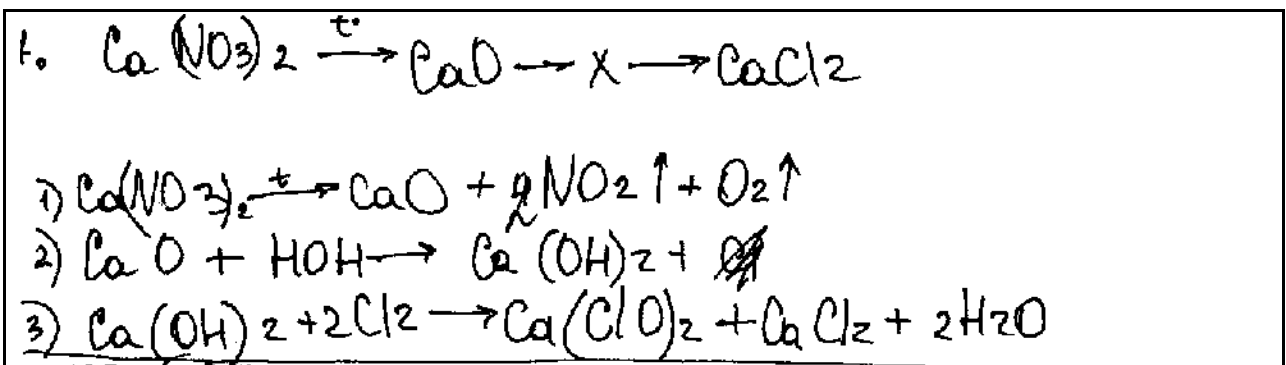 1. Ca(NO3)2 –t°→ CaO → X → CaCl2
1) Ca(NO3)2 –t→ CaO + 2NO2↑ + O2↑
2) CaO + HOH → Ca(OH)2 +
3) Ca(OH)2 + 2Cl2 → Ca(ClO)2 + CaCl2 + 2H2O